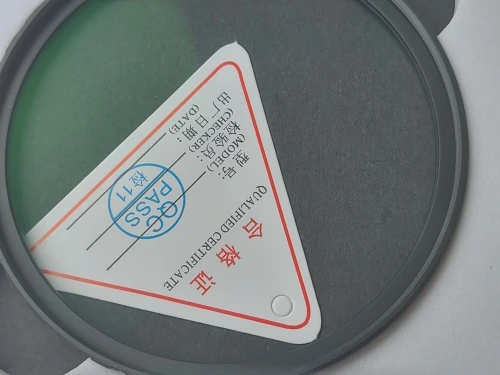 合格证
QUALIFIED CERTIFICATE
型号:
(MODEL)
检验员:
(CHECKER)
出厂日期:
(DATE)
QC
PASS
检11